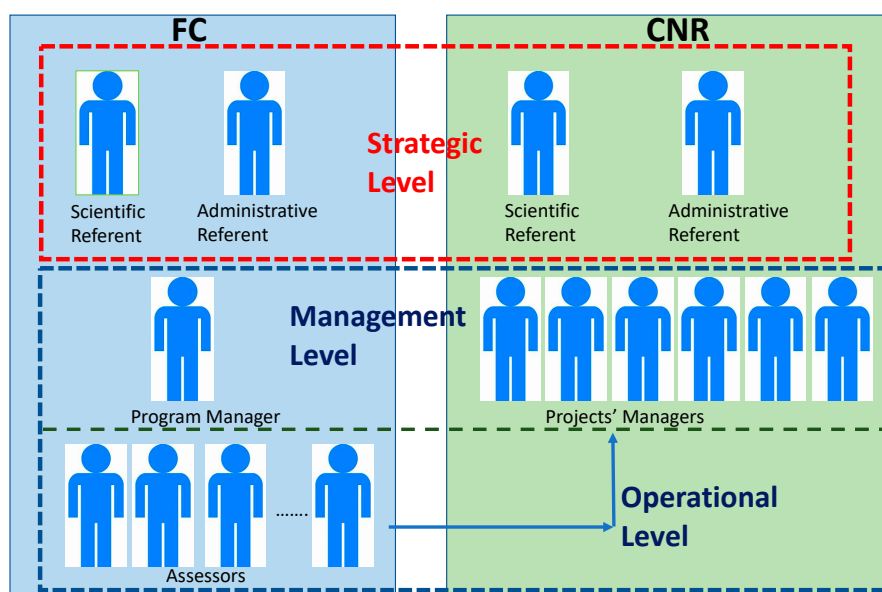 FC
CNR
Strategic
Level
Scientific
Referent
Administrative
Referent
Scientific
Referent
Administrative
Referent
Management
Level
Program Manager
Projects’ Managers
Operational
Level
…….
Assessors